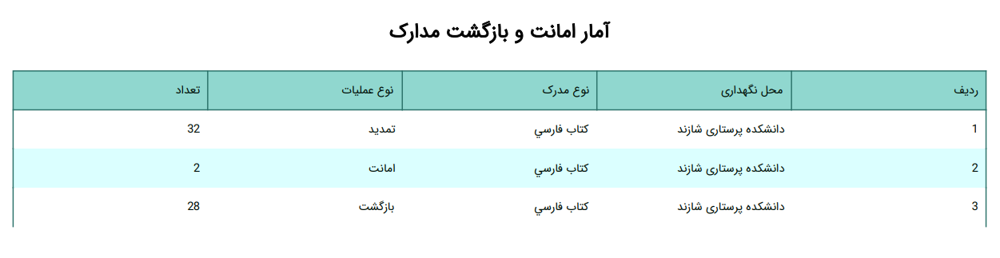 آمار امانت و بازگشت مدارک
ردیف محل نگهداری نوع مدرک نوع عملیات تعداد
1 دانشکده پرستاری شازند کتاب فارسي تمدید 32
2 دانشکده پرستاری شازند کتاب فارسي امانت 2
3 دانشکده پرستاری شازند کتاب فارسي بازگشت 28